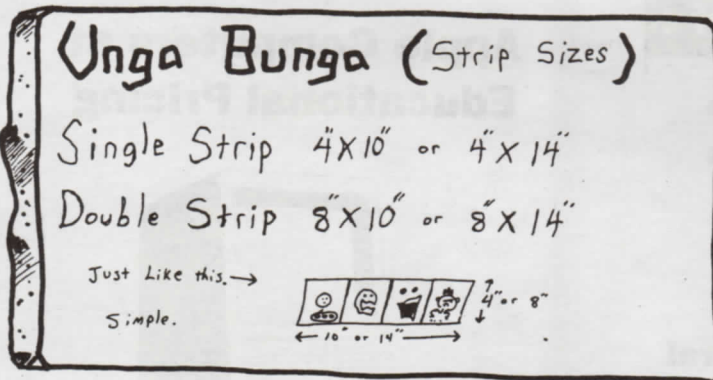 Unga Bunga (Strip Sizes)
Single Strip 4"X10" or 4"X14"
Double Strip 8"X10" or 8"X14"
Just Like this. →
Simple.
4" or 8"
10" or 14"